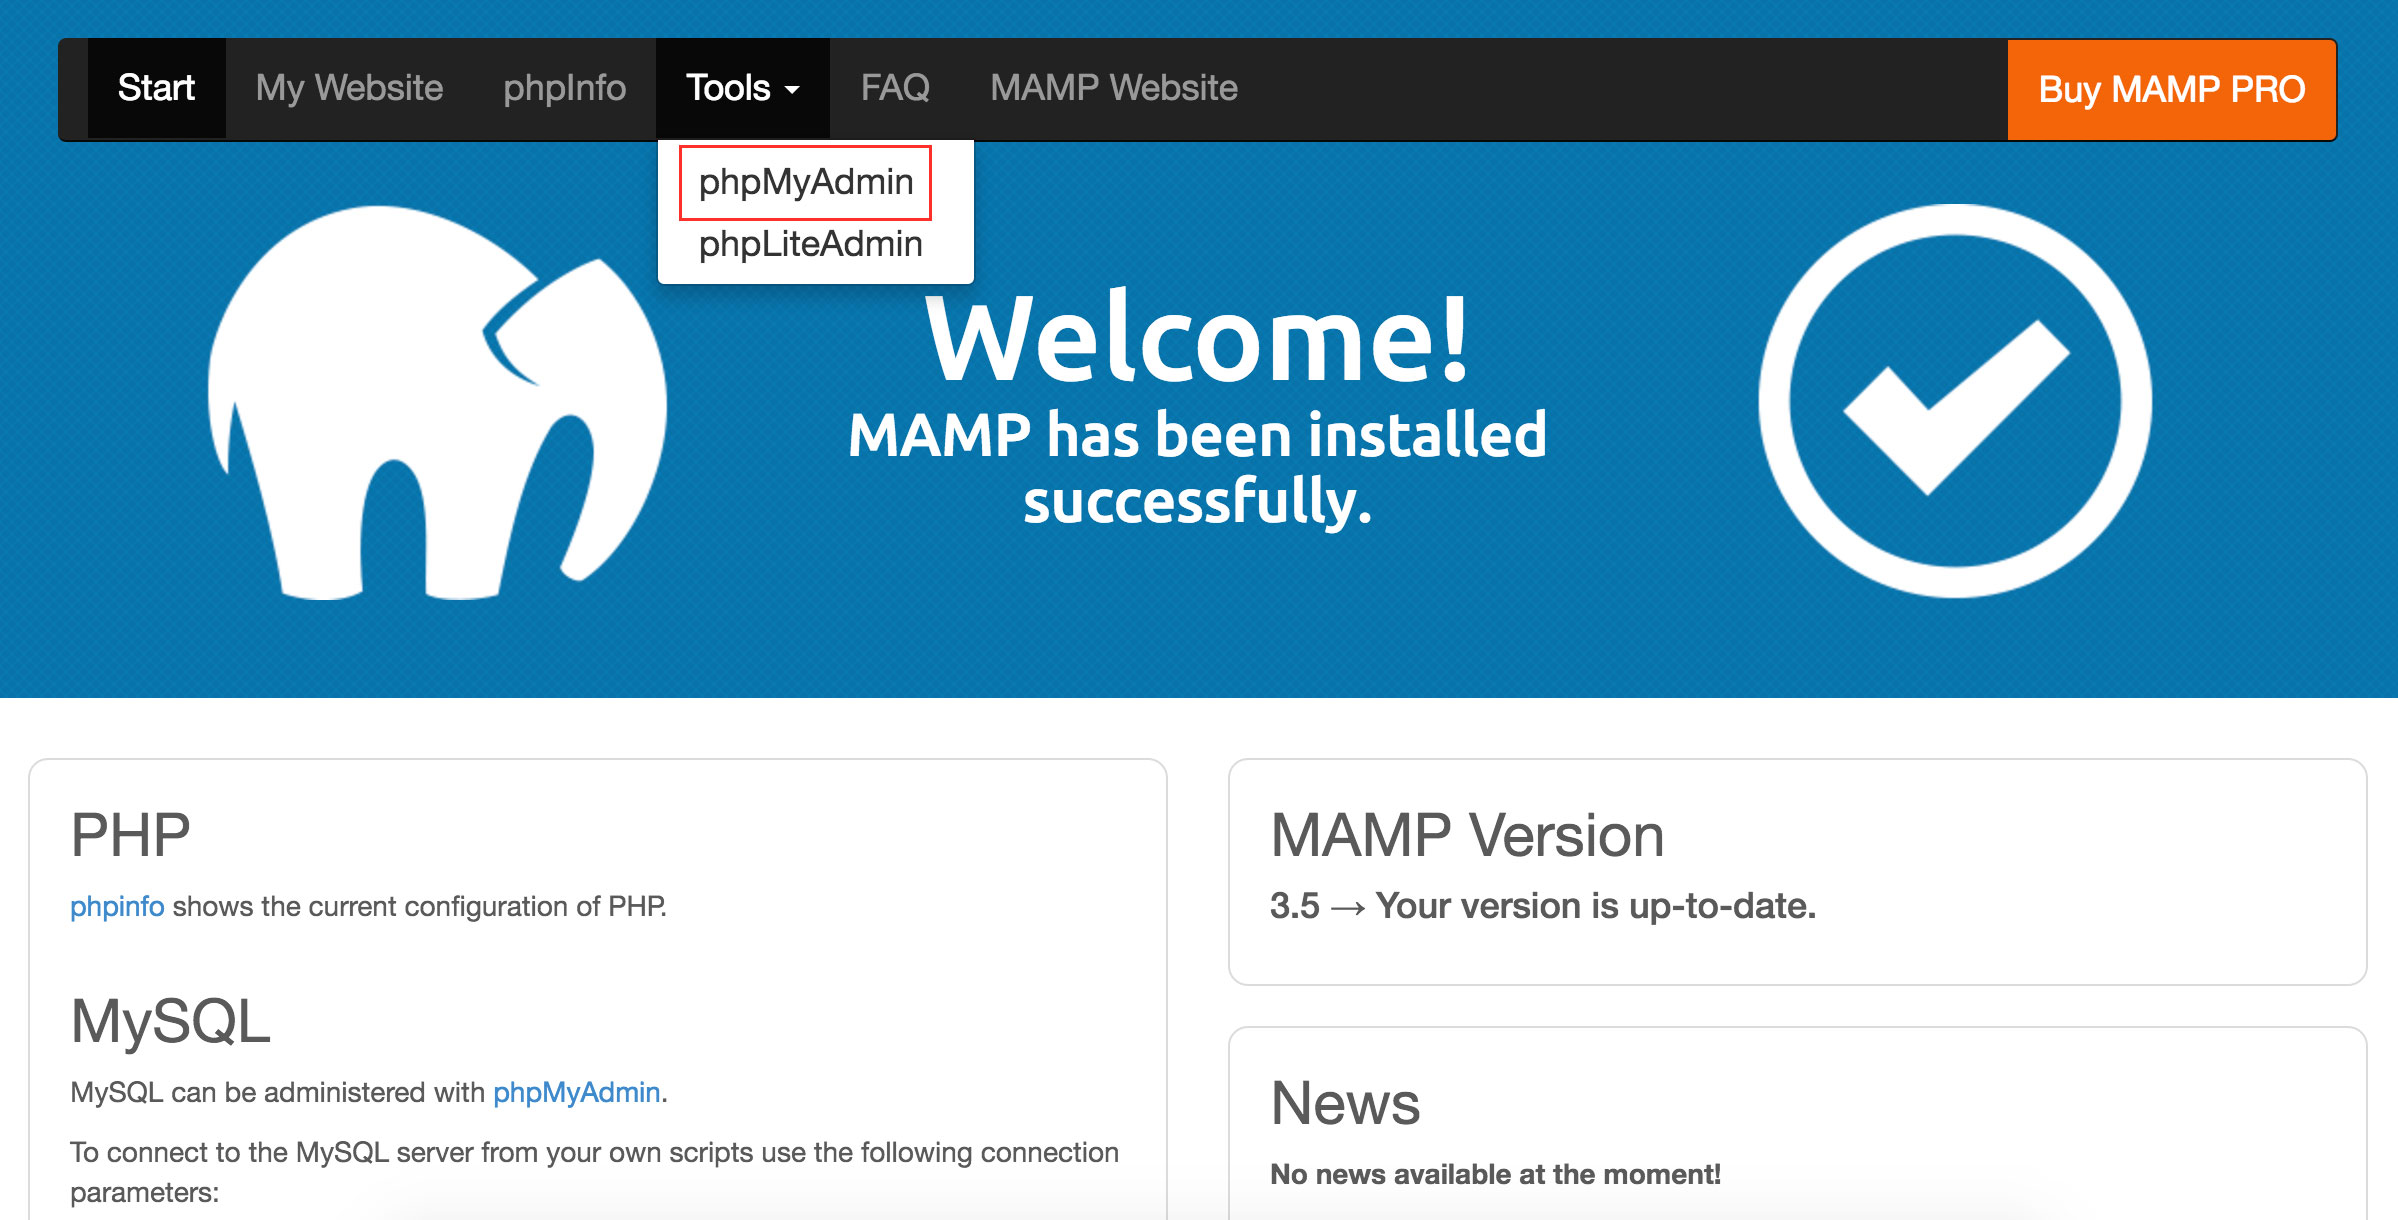 Start My Website phpInfo Tools FAQ MAMP Website Buy MAMP PRO
phpMyAdmin
phpLiteAdmin
Welcome!
MAMP has been installed
successfully.
PHP
phpinfo shows the current configuration of PHP.
MySQL
MySQL can be administered with phpMyAdmin.
To connect to the MySQL server from your own scripts use the following connection
parameters:
MAMP Version
3.5 → Your version is up-to-date.
News
No news available at the moment!